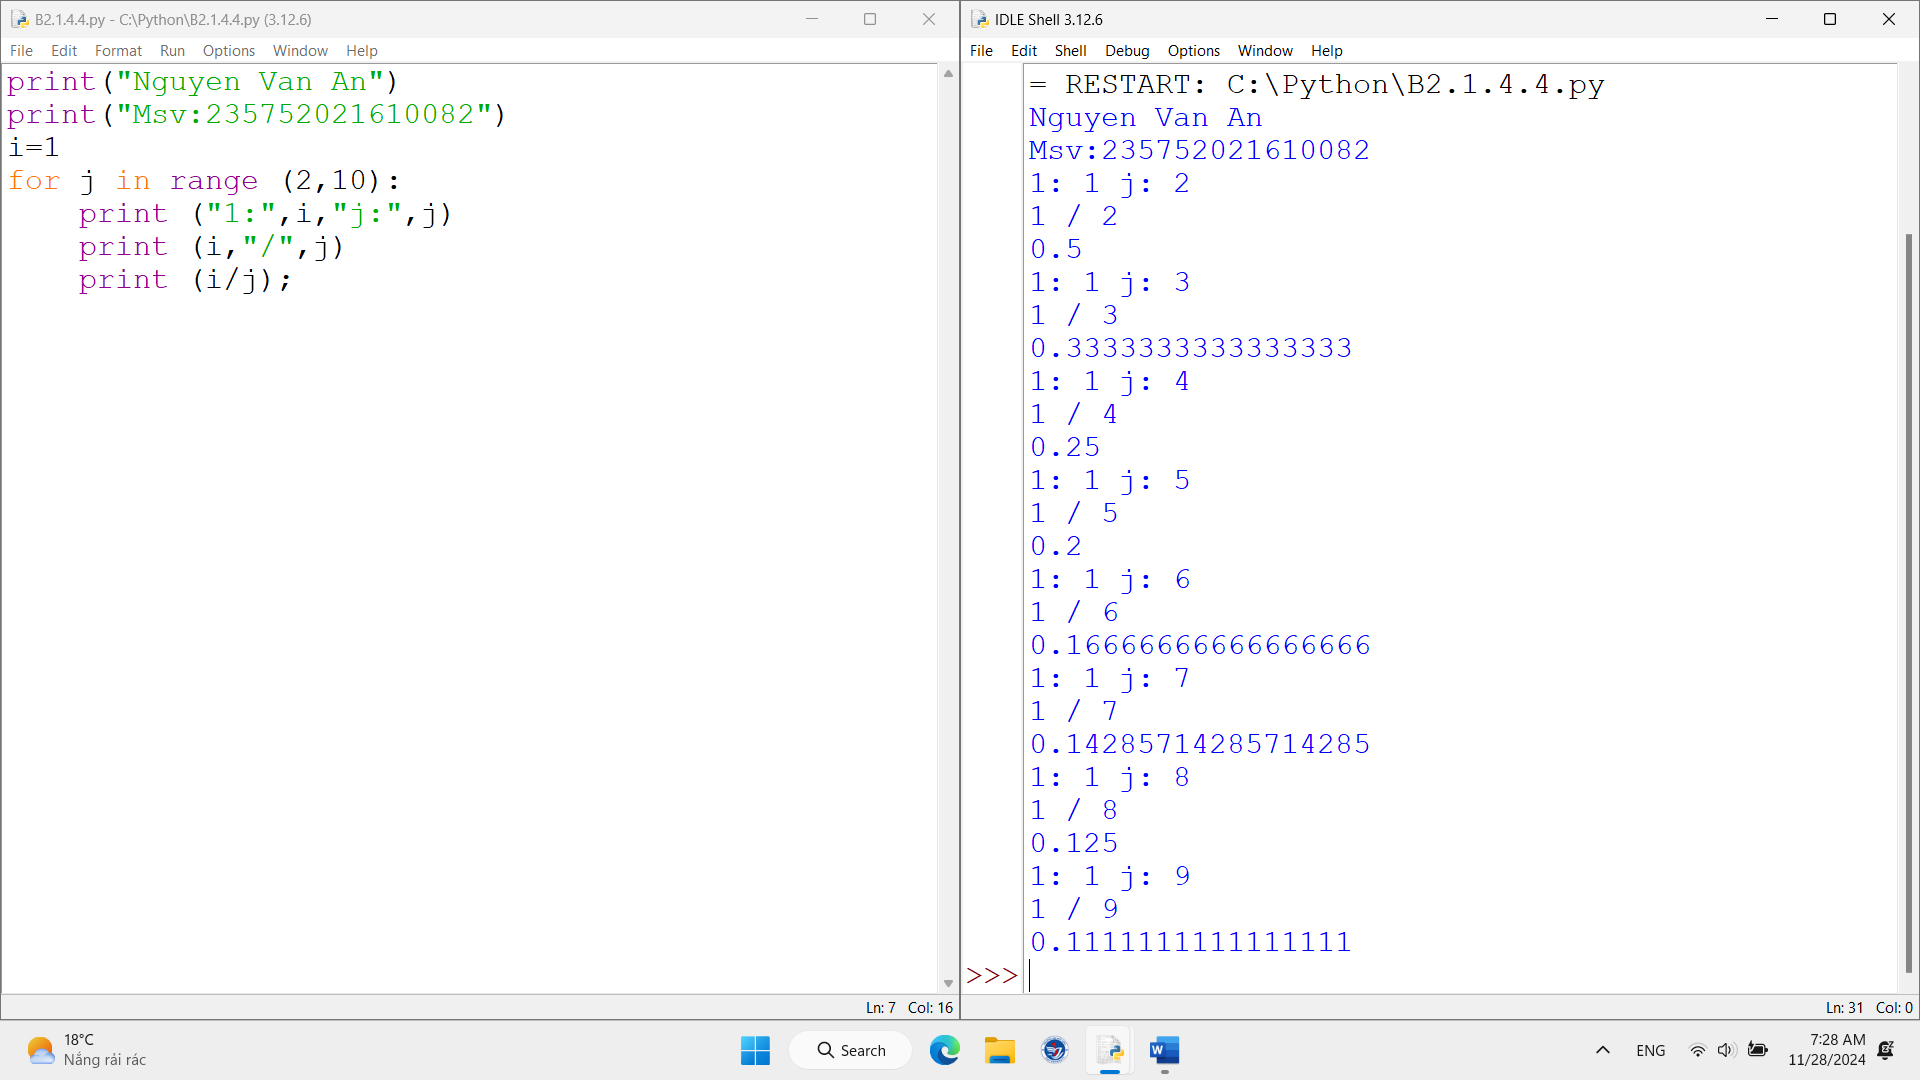 B2.1.4.4.py - C:\Python\B2.1.4.4.py (3.12.6)
File Edit Format Run Options Window Help
print("Nguyen Van An")
print("Msv:235752021610082")
i=1
for j in range (2,10):
    print ("1:",i,"j:",j)
    print (i,"/",j)
    print (i/j);
Ln: 7 Col: 16
IDLE Shell 3.12.6
File Edit Shell Debug Options Window Help
= RESTART: C:\Python\B2.1.4.4.py
Nguyen Van An
Msv:235752021610082
1: 1 j: 2
1 / 2
0.5
1: 1 j: 3
1 / 3
0.3333333333333333
1: 1 j: 4
1 / 4
0.25
1: 1 j: 5
1 / 5
0.2
1: 1 j: 6
1 / 6
0.16666666666666666
1: 1 j: 7
1 / 7
0.14285714285714285
1: 1 j: 8
1 / 8
0.125
1: 1 j: 9
1 / 9
0.1111111111111111
>>>
Ln: 31 Col: 0
18°C
Nắng rải rác
Search
ENG
7:28 AM
11/28/2024